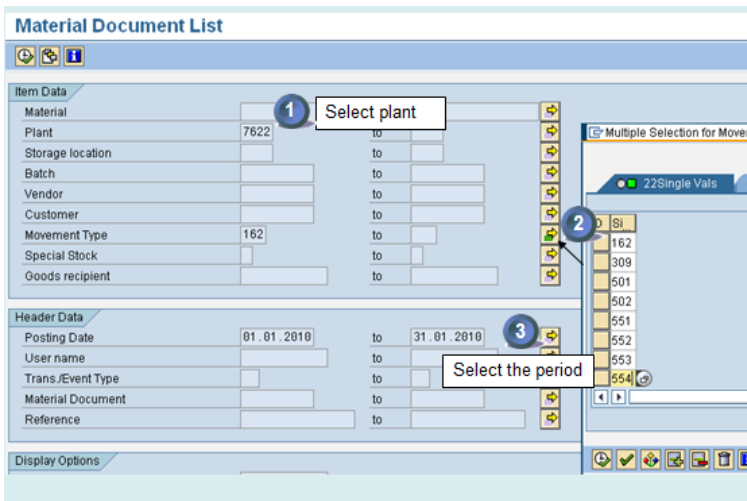 Material Document List
Item Data
Material
1 Select plant
Plant 7622 to
Multiple Selection for Mover
Storage location to
Batch to
22Single Vals
Vendor to
Customer to
2
Si...
Movement Type 162 to
162
Special Stock to
309
Goods recipient to
501
502
Header Data
551
Posting Date 01.01.2010 to 31.01.2010
3
552
User name to
Select the period
553
Trans./Event Type to
554
Material Document to
Reference to
Display Options